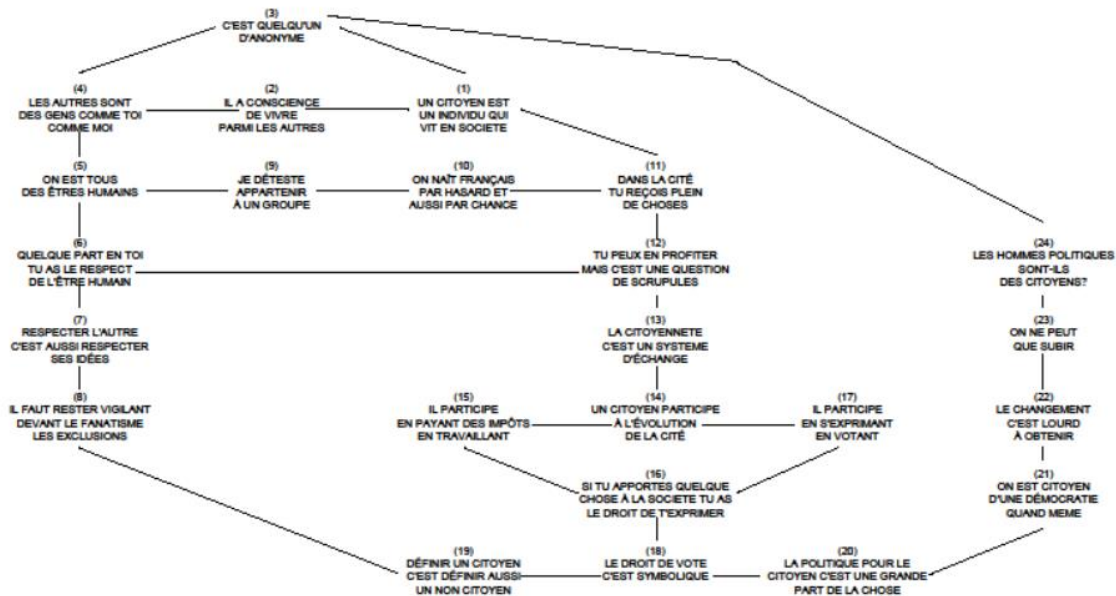 (3)
C'EST QUELQU'UN
D'ANONYME
(4)
LES AUTRES SONT
DES GENS COMME TOI
COMME MOI
(2)
IL A CONSCIENCE
DE VIVRE
PARMI LES AUTRES
(1)
UN CITOYEN EST
UN INDIVIDU QUI
VIT EN SOCIETE
(5)
ON EST TOUS
DES ÊTRES HUMAINS
(9)
JE DÉTESTE
APPARTENIR
À UN GROUPE
(10)
ON NAÎT FRANÇAIS
PAR HASARD ET
AUSSI PAR CHANCE
(11)
DANS LA CITÉ
TU REÇOIS PLEIN
DE CHOSES
(6)
QUELQUE PART EN TOI
TU AS LE RESPECT
DE L'ÊTRE HUMAIN
(12)
TU PEUX EN PROFITER
MAIS C'EST UNE QUESTION
DE SCRUPULES
(24)
LES HOMMES POLITIQUES
SONT-ILS
DES CITOYENS?
(7)
RESPECTER L'AUTRE
C'EST AUSSI RESPECTER
SES IDÉES
(13)
LA CITOYENNETE
C'EST UN SYSTEME
D'ÉCHANGE
(23)
ON NE PEUT
QUE SUBIR
(8)
IL FAUT RESTER VIGILANT
DEVANT LE FANATISME
LES EXCLUSIONS
(15)
IL PARTICIPE
EN PAYANT DES IMPÔTS
EN TRAVAILLANT
(14)
UN CITOYEN PARTICIPE
À L'ÉVOLUTION
DE LA CITÉ
(17)
IL PARTICIPE
EN S'EXPRIMANT
EN VOTANT
(22)
LE CHANGEMENT
C'EST LOURD
À OBTENIR
(16)
SI TU APPORTES QUELQUE
CHOSE À LA SOCIETE TU AS
LE DROIT DE T'EXPRIMER
(21)
ON EST CITOYEN
D'UNE DÉMOCRATIE
QUAND MEME
(19)
DÉFINIR UN CITOYEN
C'EST DÉFINIR AUSSI
UN NON CITOYEN
(18)
LE DROIT DE VOTE
C'EST SYMBOLIQUE
(20)
LA POLITIQUE POUR LE
CITOYEN C'EST UNE GRANDE
PART DE LA CHOSE